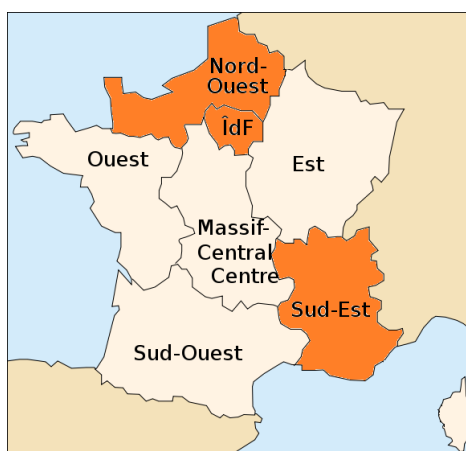 Nord-
Ouest
ÎdF
Ouest
Est
Massif-
Central
Centre
Sud-Est
Sud-Ouest